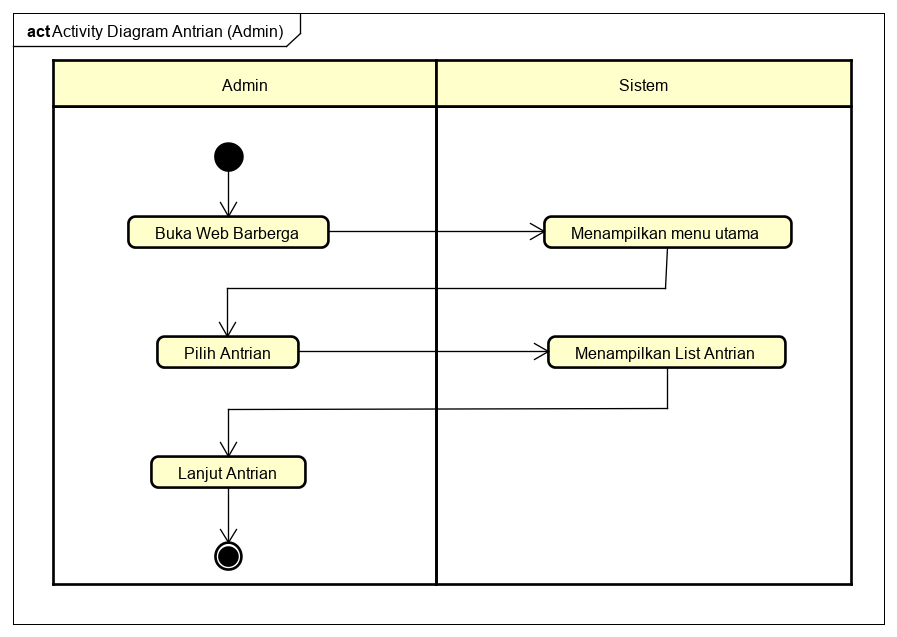 act Activity Diagram Antrian (Admin)
Admin
Sistem
Buka Web Barberga
Menampilkan menu utama
Pilih Antrian
Menampilkan List Antrian
Lanjut Antrian